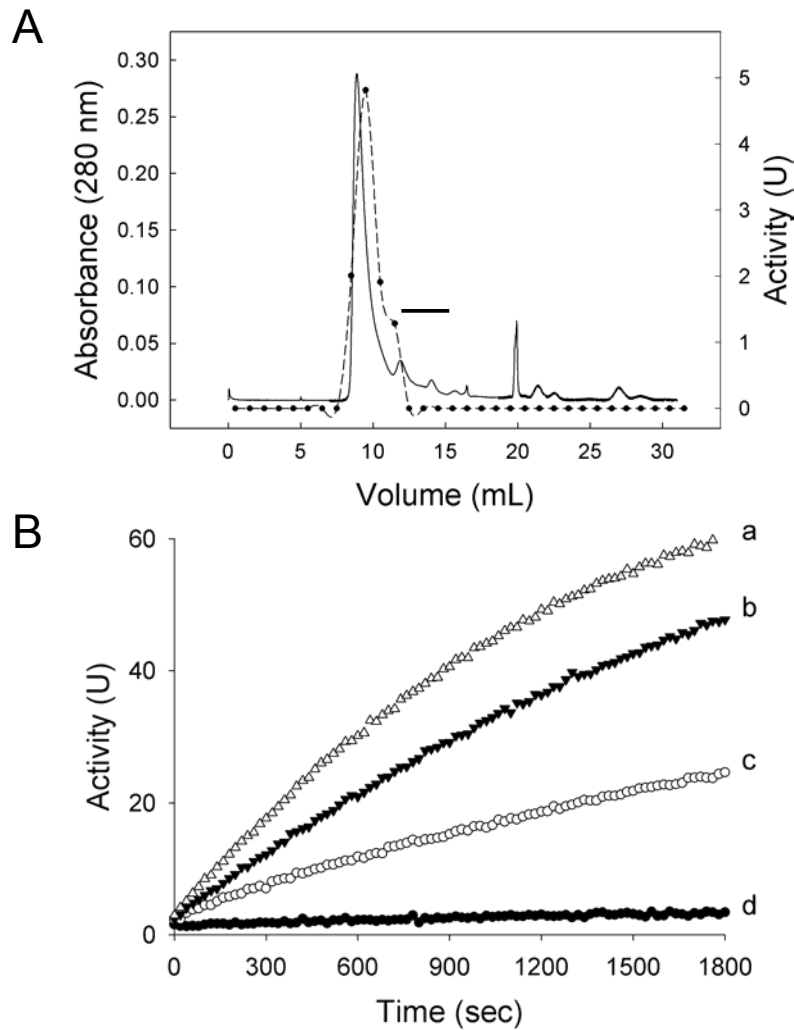 A
Absorbance (280 nm)
0.30
0.25
0.20
0.15
0.10
0.05
0.00
5
4
3
2
1
0
Activity (U)
0 5 10 15 20 25 30
Volume (mL)
B
Activity (U)
60
40
20
0
a
b
c
d
0 300 600 900 1200 1500 1800
Time (sec)